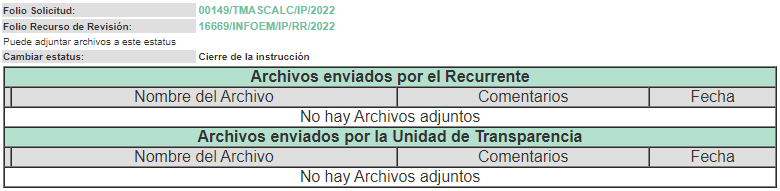 Folio Solicitud: 00149/TMASCALC/IP/2022
Folio Recurso de Revisión: 16669/INFOEM/IP/RR/2022
Puede adjuntar archivos a este estatus
Cambiar estatus: Cierre de la instrucción
Archivos enviados por el Recurrente
Nombre del Archivo Comentarios Fecha
No hay Archivos adjuntos
Archivos enviados por la Unidad de Transparencia
Nombre del Archivo Comentarios Fecha
No hay Archivos adjuntos